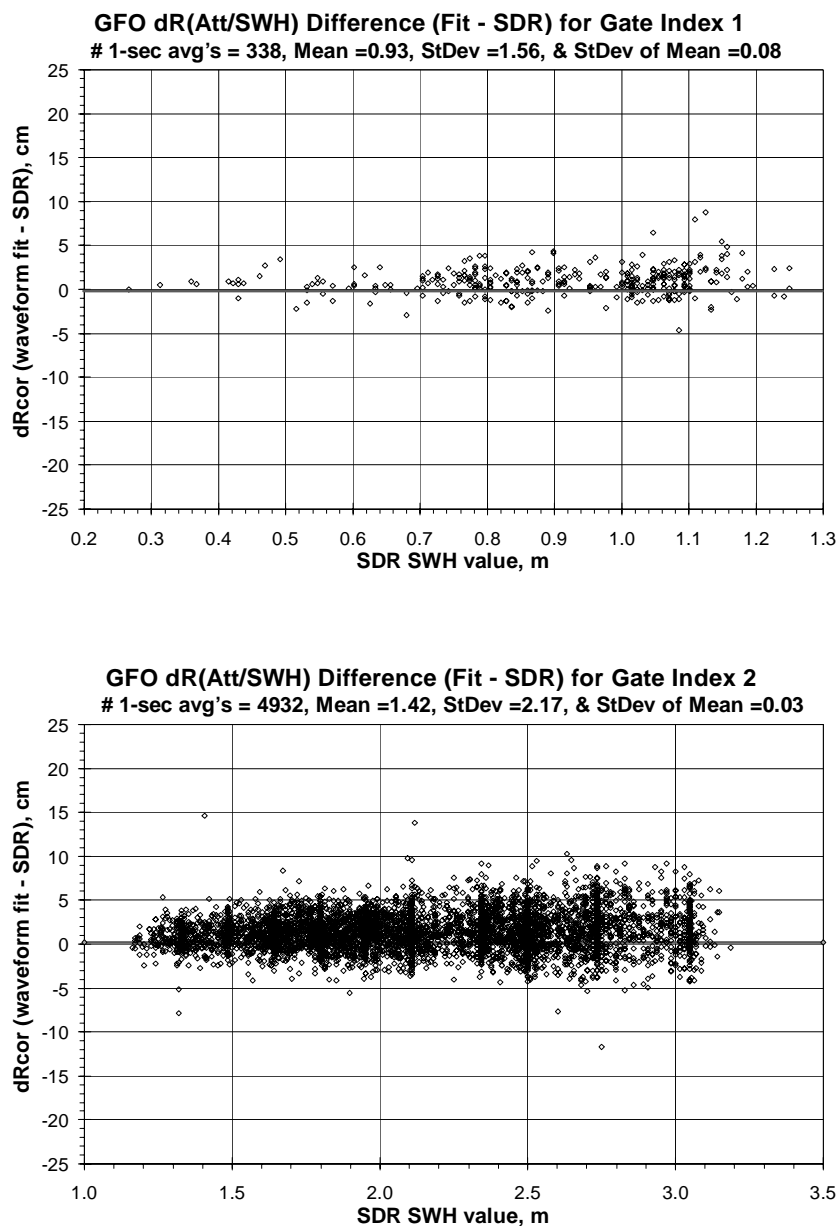 GFO dR(Att/SWH) Difference (Fit - SDR) for Gate Index 1
# 1-sec avg's = 338, Mean =0.93, StDev =1.56, & StDev of Mean =0.08
dRcor (waveform fit - SDR), cm
25
20
15
10
5
0
-5
-10
-15
-20
-25
0.2 0.3 0.4 0.5 0.6 0.7 0.8 0.9 1.0 1.1 1.2 1.3
SDR SWH value, m
GFO dR(Att/SWH) Difference (Fit - SDR) for Gate Index 2
# 1-sec avg's = 4932, Mean =1.42, StDev =2.17, & StDev of Mean =0.03
dRcor (waveform fit - SDR), cm
25
20
15
10
5
0
-5
-10
-15
-20
-25
1.0 1.5 2.0 2.5 3.0 3.5
SDR SWH value, m